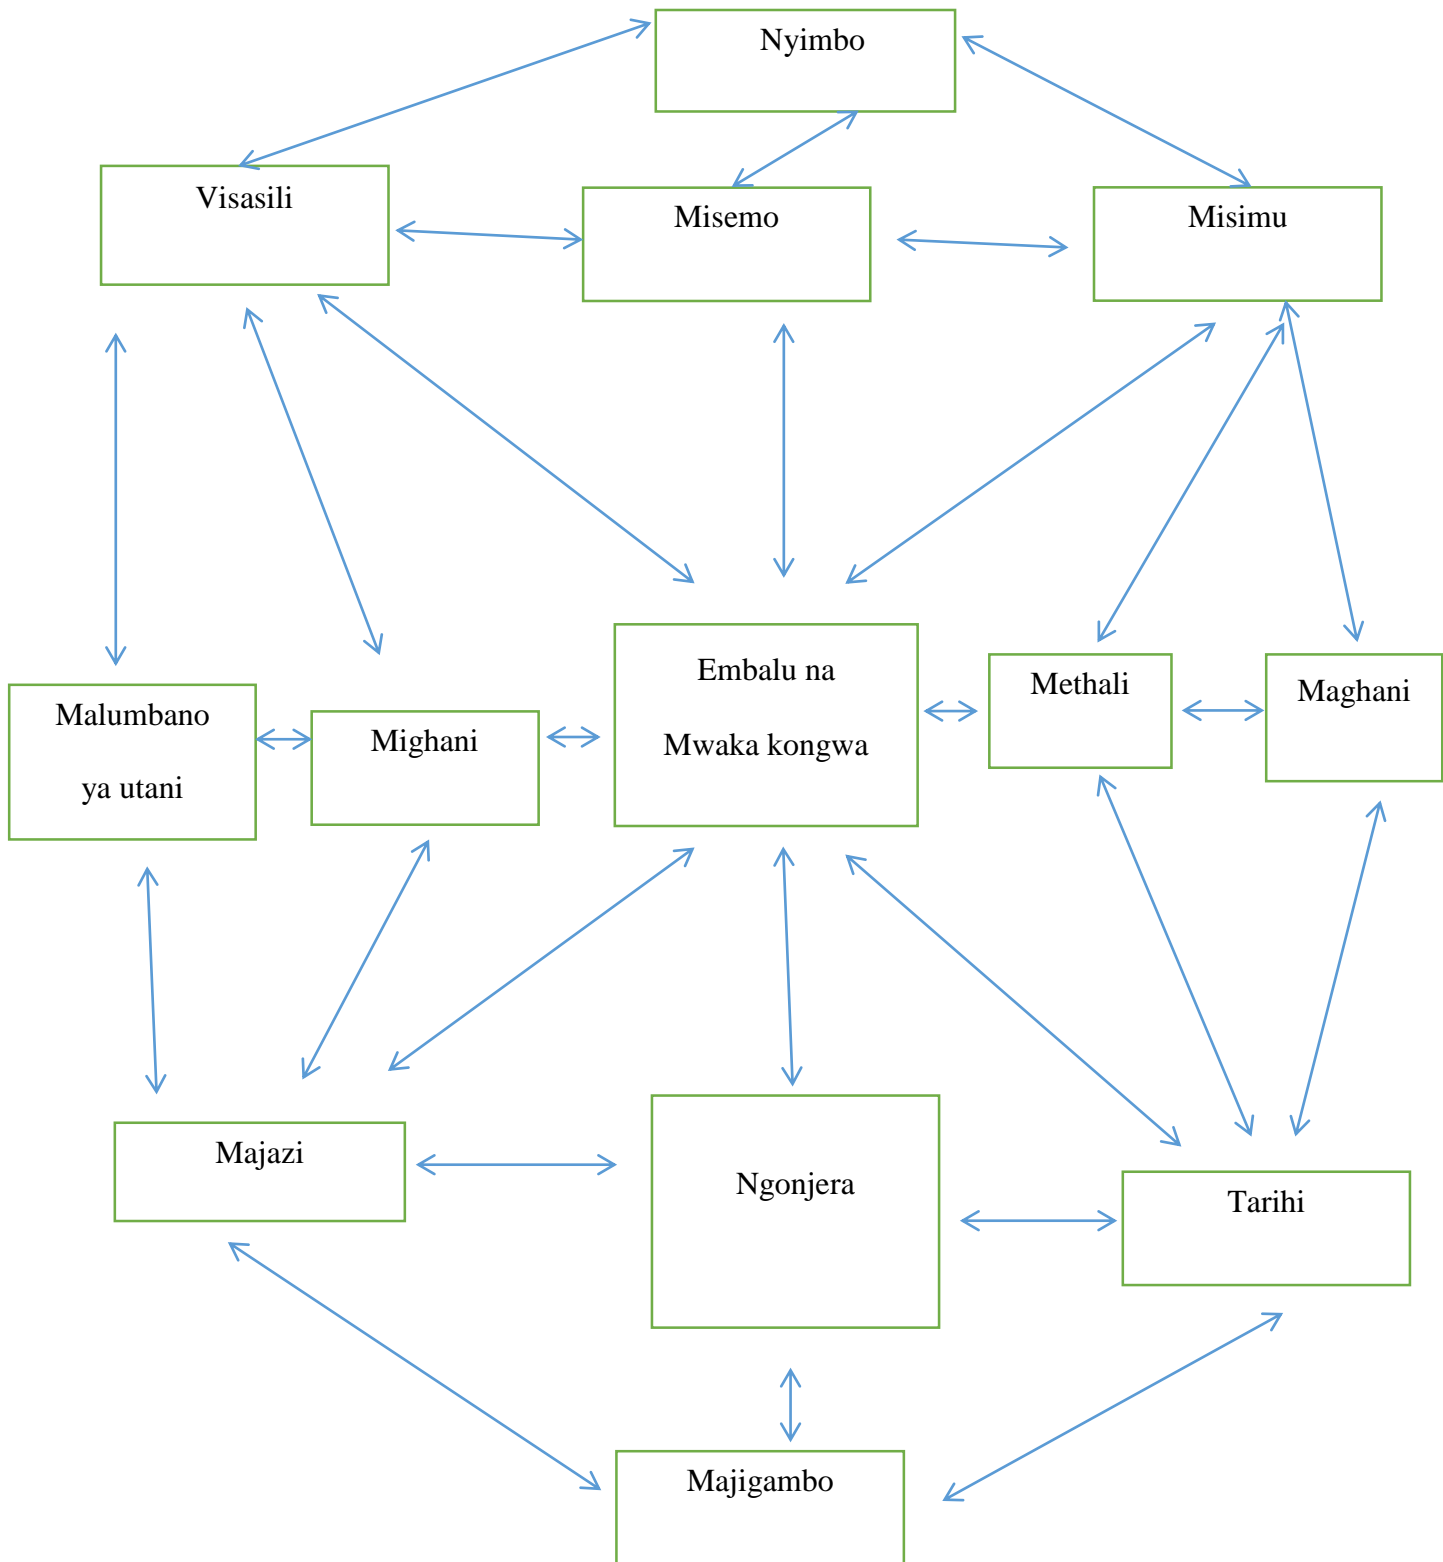 Nyimbo
Visasili
Misemo
Misimu
Embalu na
Mwaka kongwa
Methali
Maghani
Malumbano
ya utani
Mighani
Majazi
Ngonjera
Tarihi
Majigambo